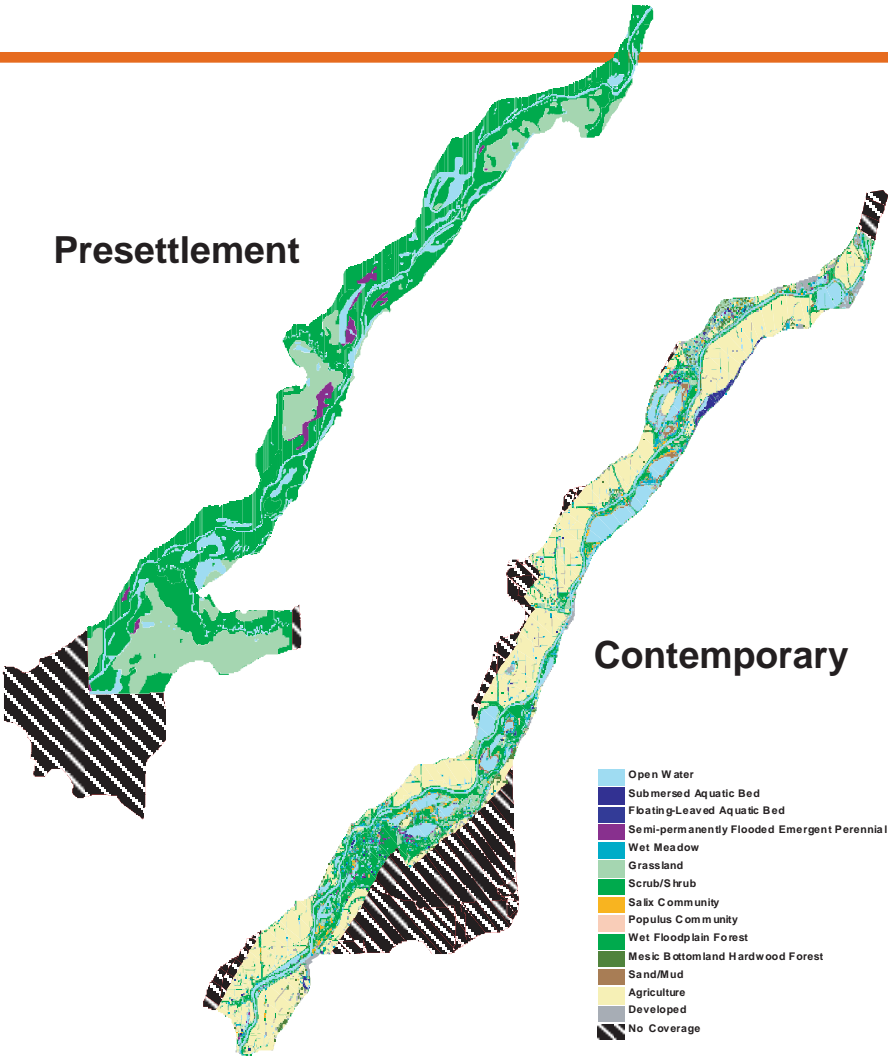 Presettlement
Contemporary
Open Water
Submersed Aquatic Bed
Floating-Leaved Aquatic Bed
Semi-permanently Flooded Emergent Perennial
Wet Meadow
Grassland
Scrub/Shrub
Salix Community
Populus Community
Wet Floodplain Forest
Mesic Bottomland Hardwood Forest
Sand/Mud
Agriculture
Developed
No Coverage